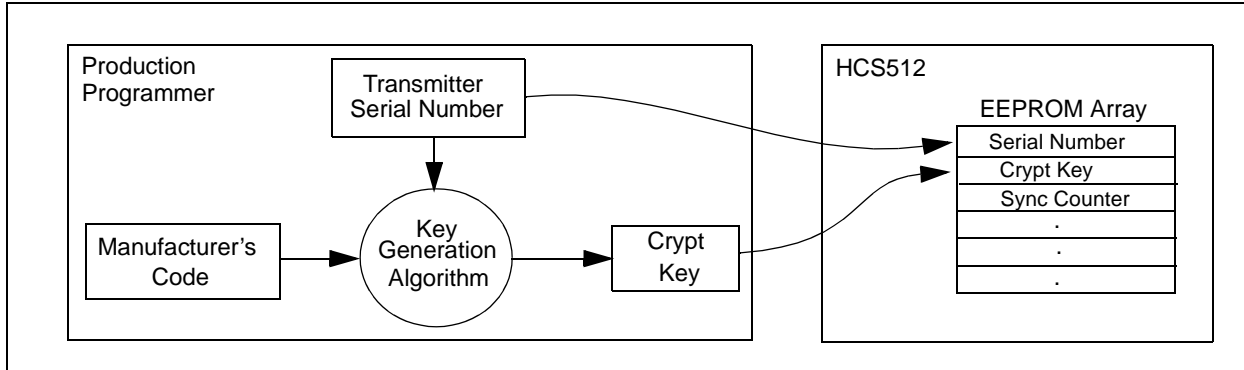 Production
Programmer
Transmitter
Serial Number
Manufacturer's
Code
Key
Generation
Algorithm
Crypt
Key
HCS512
EEPROM Array
Serial Number
Crypt Key
Sync Counter
.
.
.